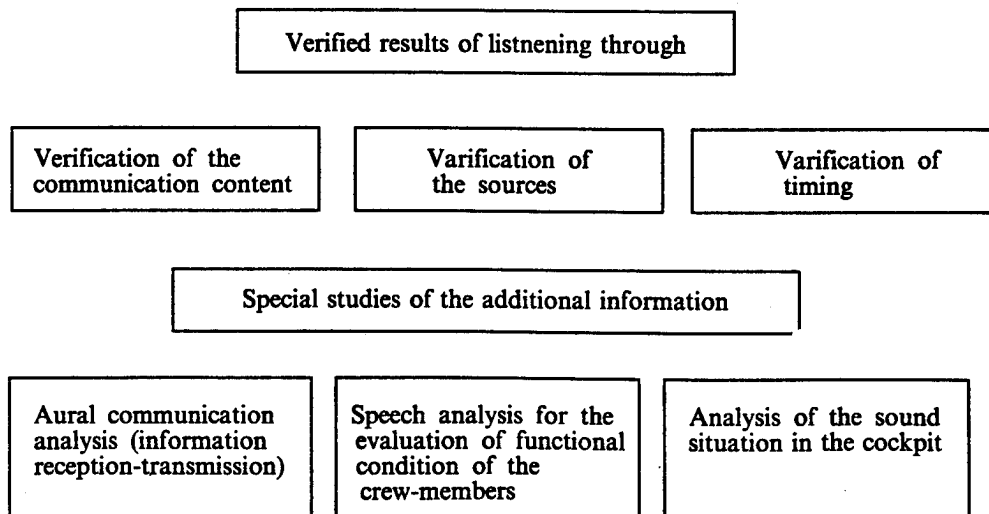 Verified results of listnening through
Verification of the
communication content
Varification of
the sources
Varification of
timing
Special studies of the additional information
Aural communication
analysis (information
reception-transmission)
Speech analysis for the
evaluation of functional
condition of the
crew-members
Analysis of the sound
situation in the cockpit